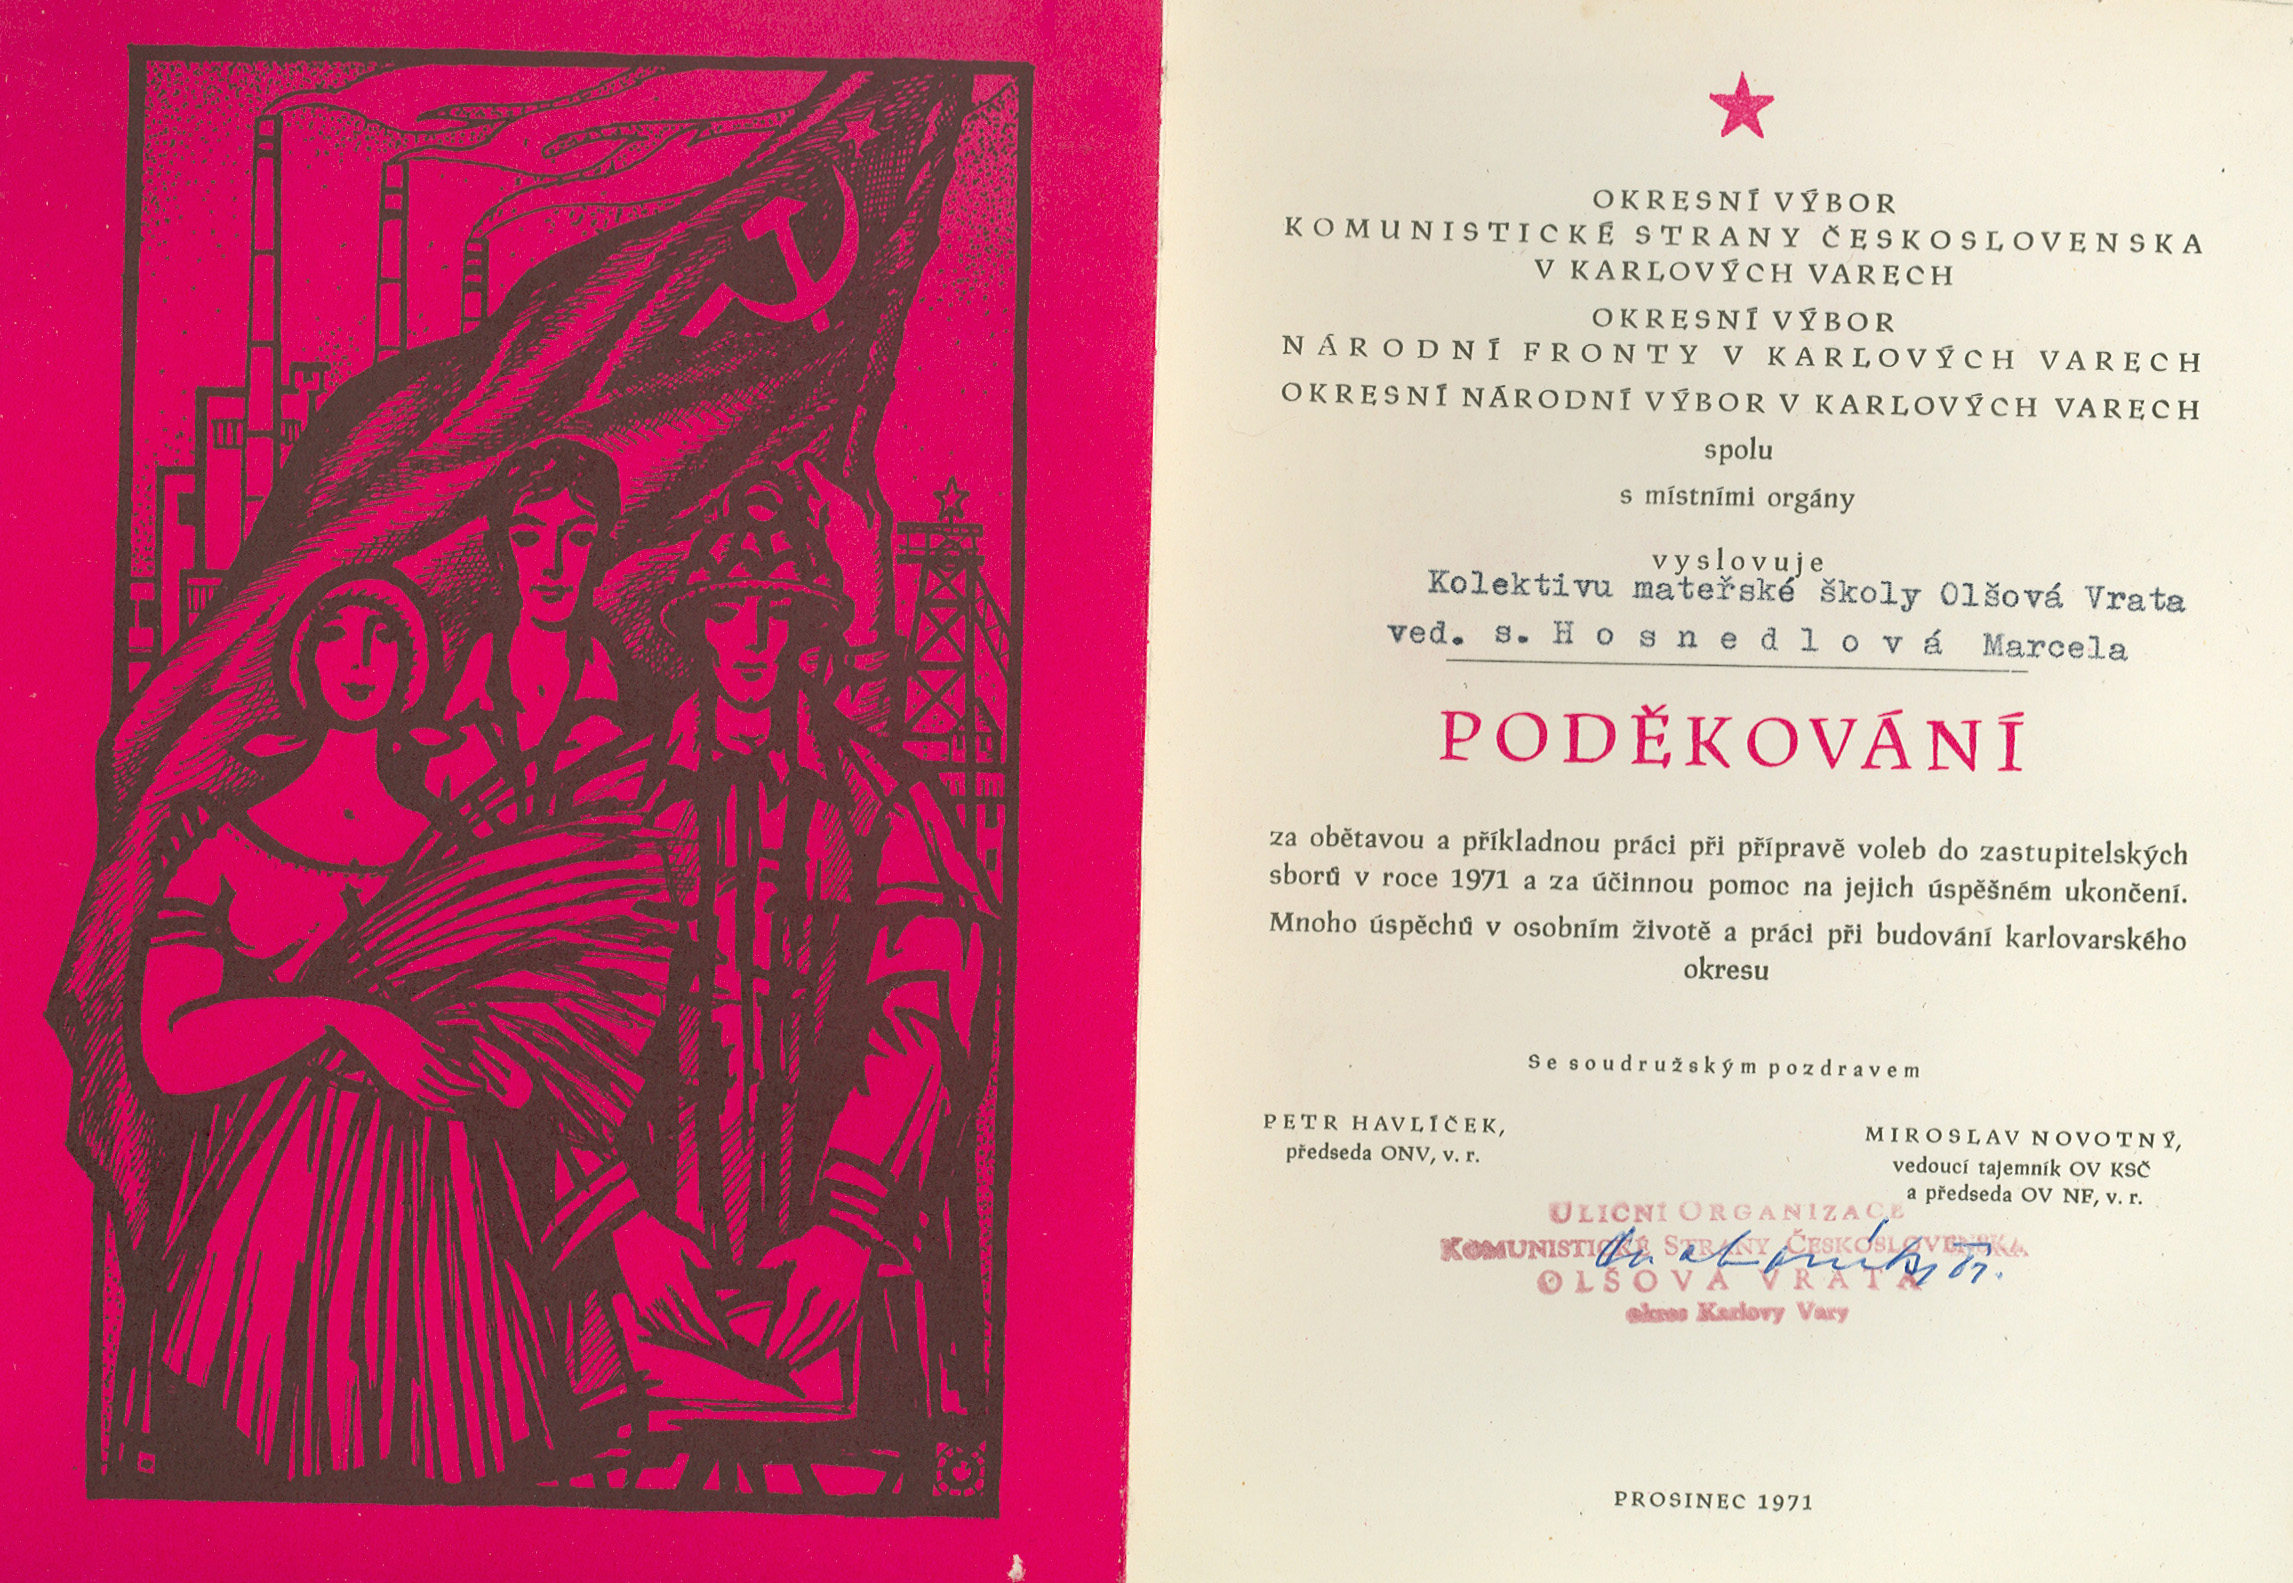 OKRESNÍ VÝBOR
KOMUNISTICKÉ STRANY ČESKOSLOVENSKA
V KARLOVÝCH VARECH
OKRESNÍ VÝBOR
NÁRODNÍ FRONTY V KARLOVÝCH VARECH
OKRESNÍ NÁRODNÍ VÝBOR V KARLOVÝCH VARECH
spolu
s místními orgány
vyslovuje
Kolektivu mateřské školy Olšová Vrata
ved. s. Hosnedlová Marcela
PODĚKOVÁNÍ
za obětavou a příkladnou práci při přípravě voleb do zastupitelských
sborů v roce 1971 a za účinnou pomoc na jejich úspěšném ukončení.
Mnoho úspěchů v osobním životě a práci při budování karlovarského
okresu
Se soudružským pozdravem
PETR HAVLÍČEK,
předseda ONV, v. r.
MIROSLAV NOVOTNÝ,
vedoucí tajemník OV KSČ
a předseda OV NF, v. r.
ULIČNÍ ORGANIZACE
KOMUNISTICKÉ STRANY ČESKOSLOVENSKA
OLŠOVÁ VRATA
okres Karlovy Vary
PROSINEC 1971